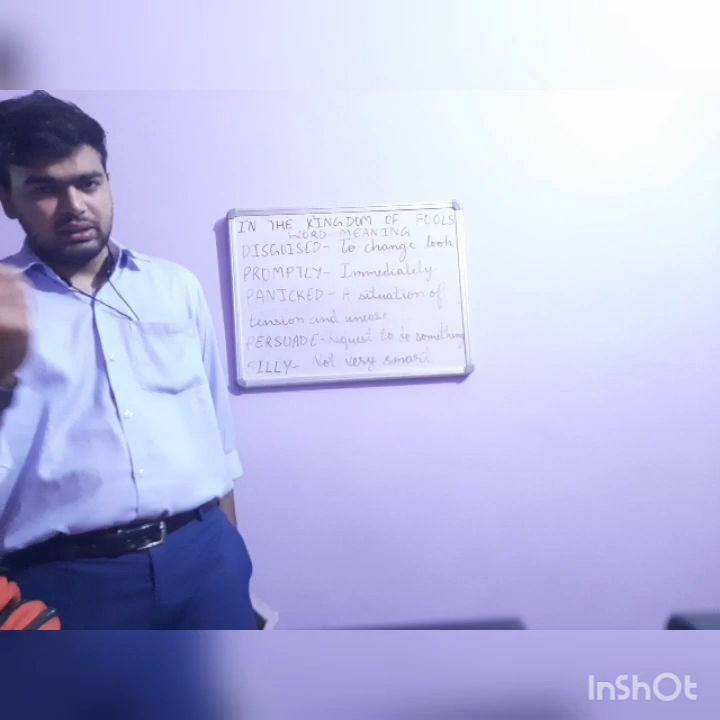 IN THE KINGDOM OF FOOLS
WORD MEANING
DISGUISED- To change look
PROMPTLY- Immediately
PANICKED - A situation of
tension and unease
PERSUADE-request to do something
SILLY- Not very smart
InShOt